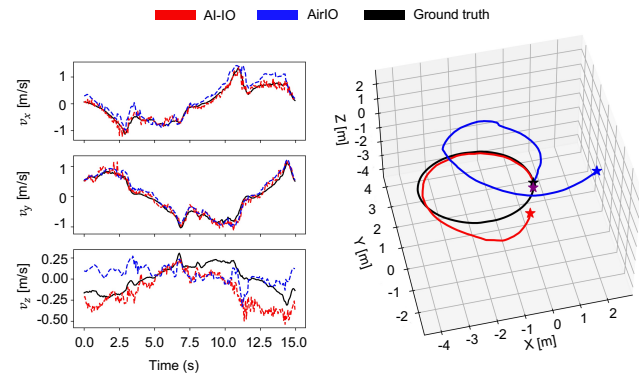 AI-IO AirIO Ground truth
v_x [m/s]
1
0
-1
v_y [m/s]
1
0
-1
v_z [m/s]
0.25
0.00
-0.25
-0.50
0.0 2.5 5.0 7.5 10.0 12.5 15.0
Time (s)
Z [m]
2
1
0
-1
-2
-3
-4
Y [m]
4
3
2
1
0
-1
-2
X [m]
-4 -3 -2 -1 0 1 2